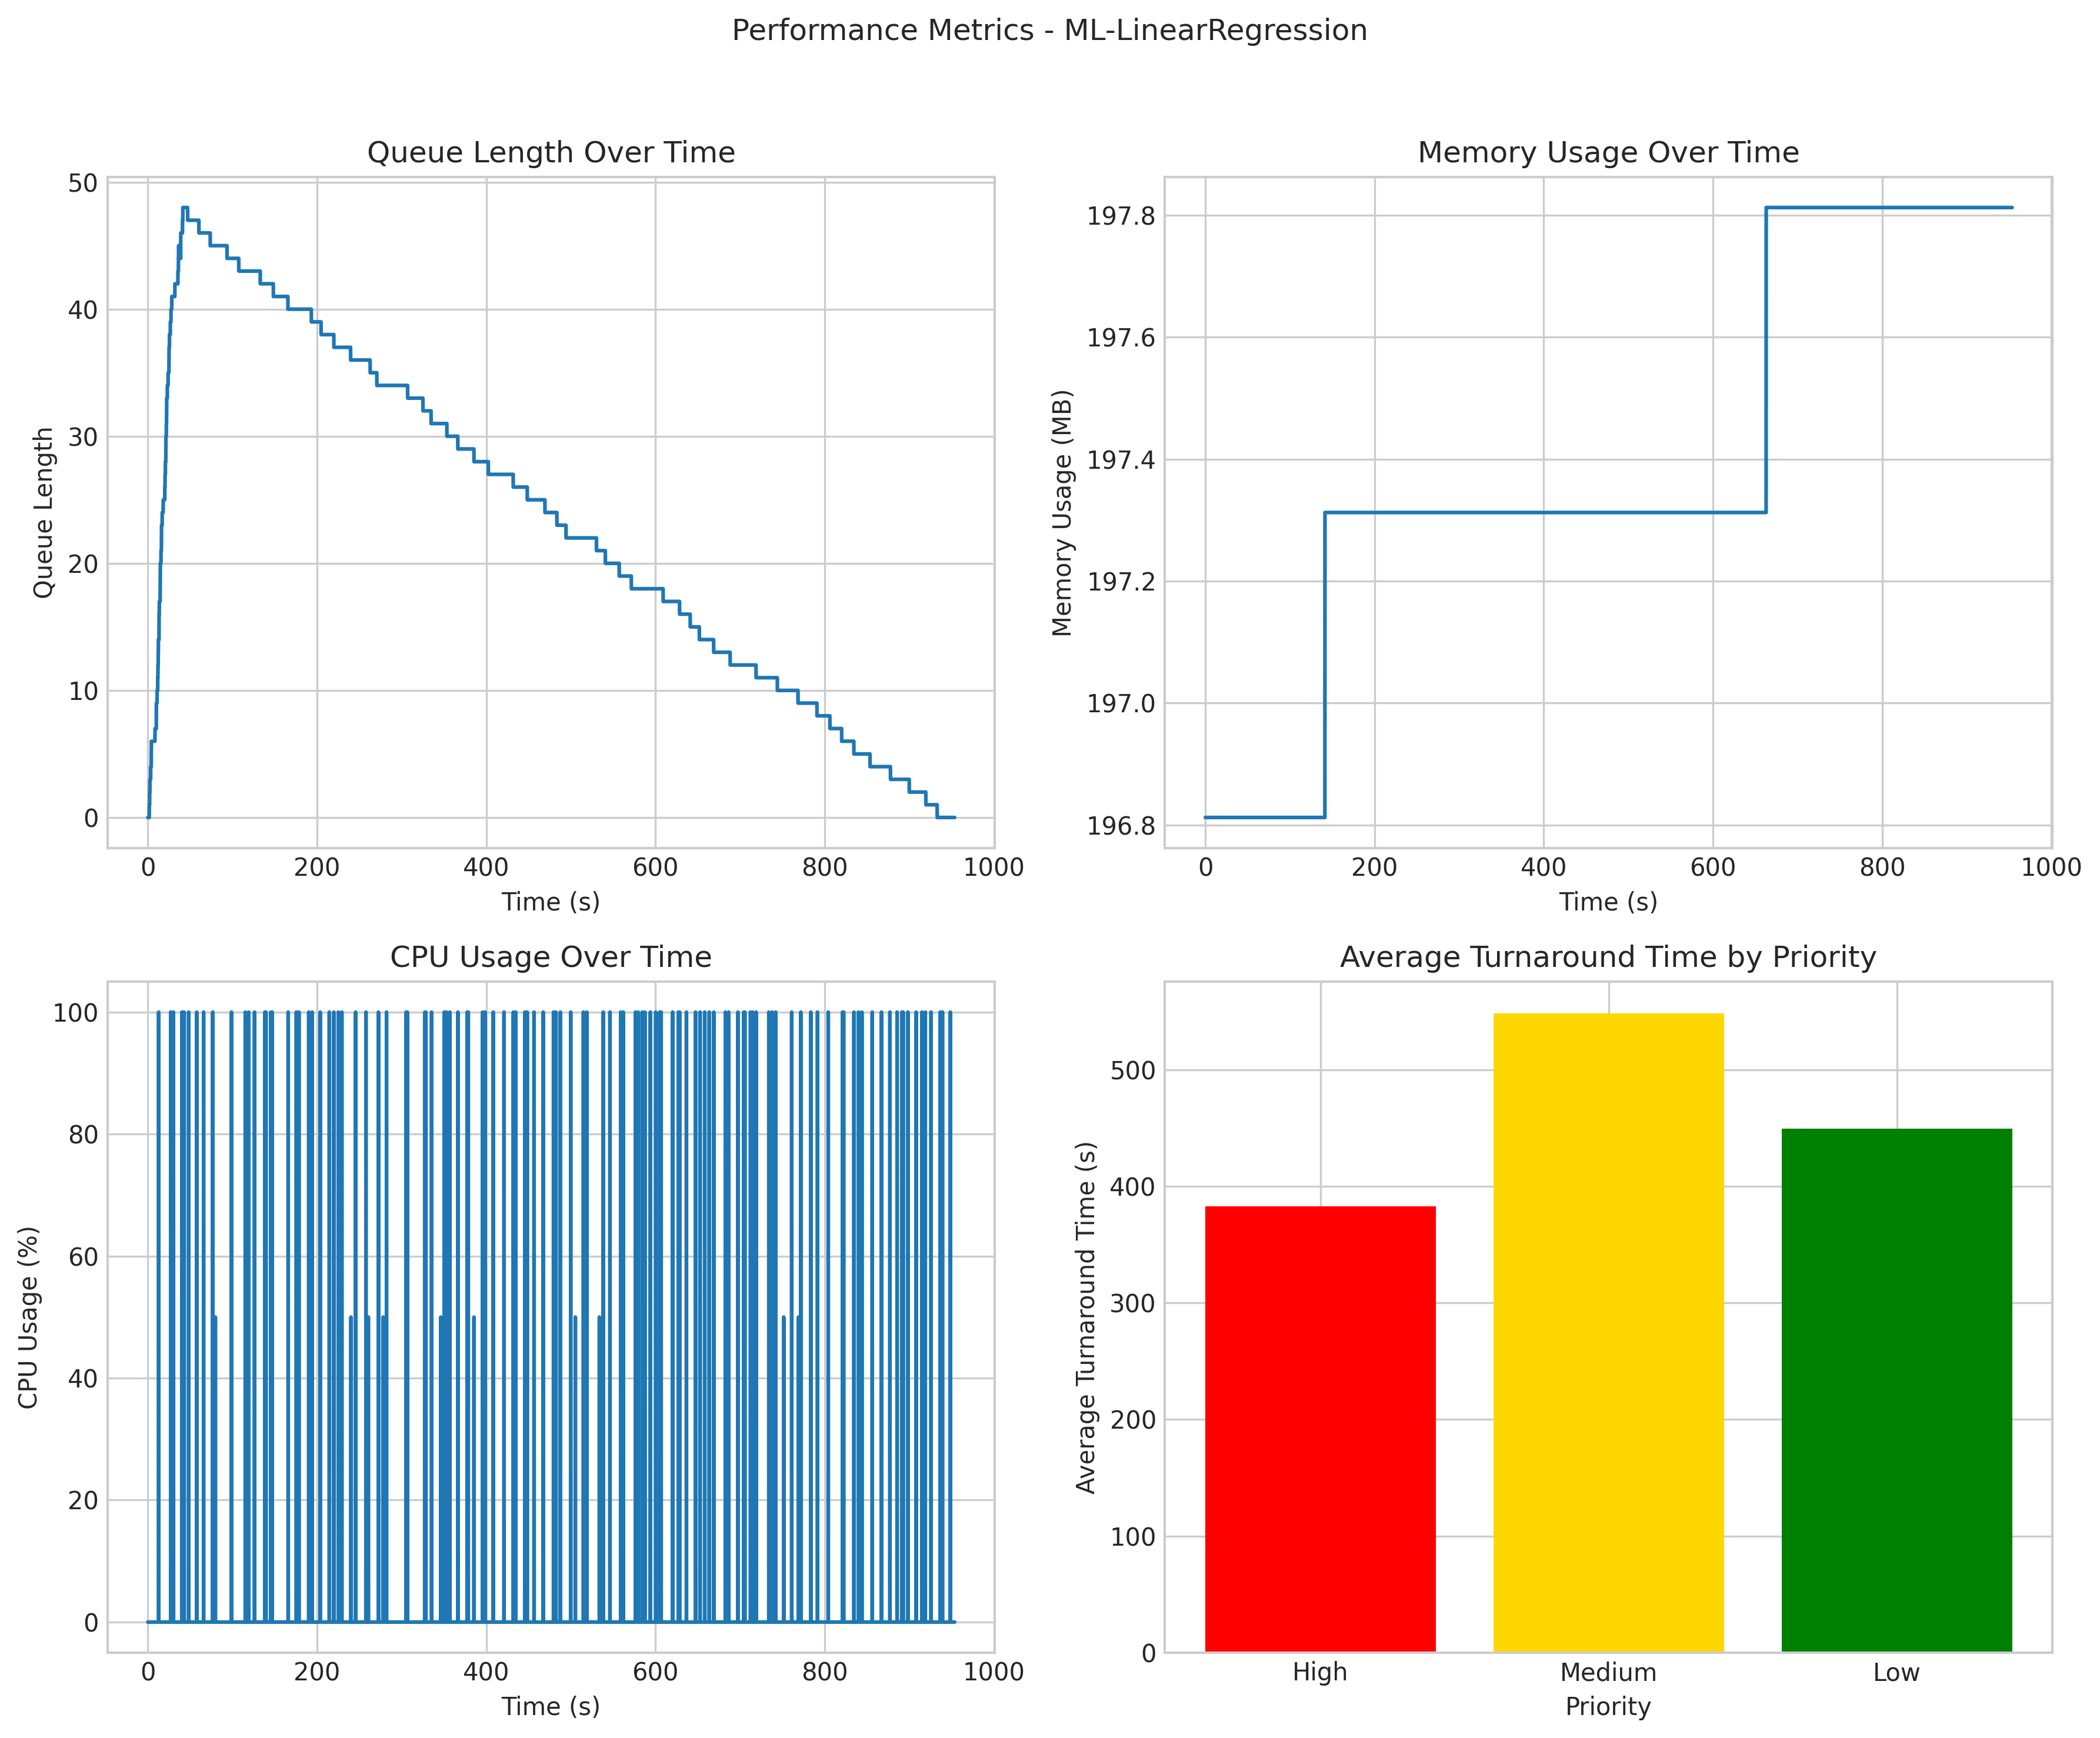 Performance Metrics - ML-LinearRegression
Queue Length Over Time
Queue Length
50
40
30
20
10
0
0 200 400 600 800 1000
Time (s)
Memory Usage Over Time
Memory Usage (MB)
197.8
197.6
197.4
197.2
197.0
196.8
0 200 400 600 800 1000
Time (s)
CPU Usage Over Time
CPU Usage (%)
100
80
60
40
20
0
0 200 400 600 800 1000
Time (s)
Average Turnaround Time by Priority
Average Turnaround Time (s)
500
400
300
200
100
0
High Medium Low
Priority